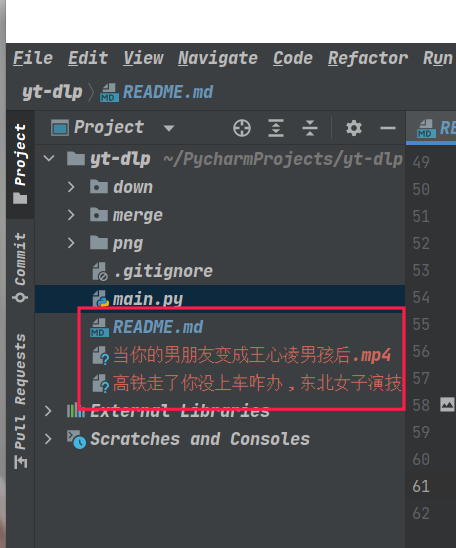 File Edit View Navigate Code Refactor Run
yt-dlp README.md
Project
yt-dlp ~/PycharmProjects/yt-dlp
down
merge
png
.gitignore
main.py
README.md
当你的男朋友变成王心凌男孩后.mp4
高铁走了你没上车咋办，东北女子演技
External Libraries
Scratches and Consoles
Project
Commit
Pull Requests
49
50
51
52
53
54
55
56
57
58
59
60
61
62